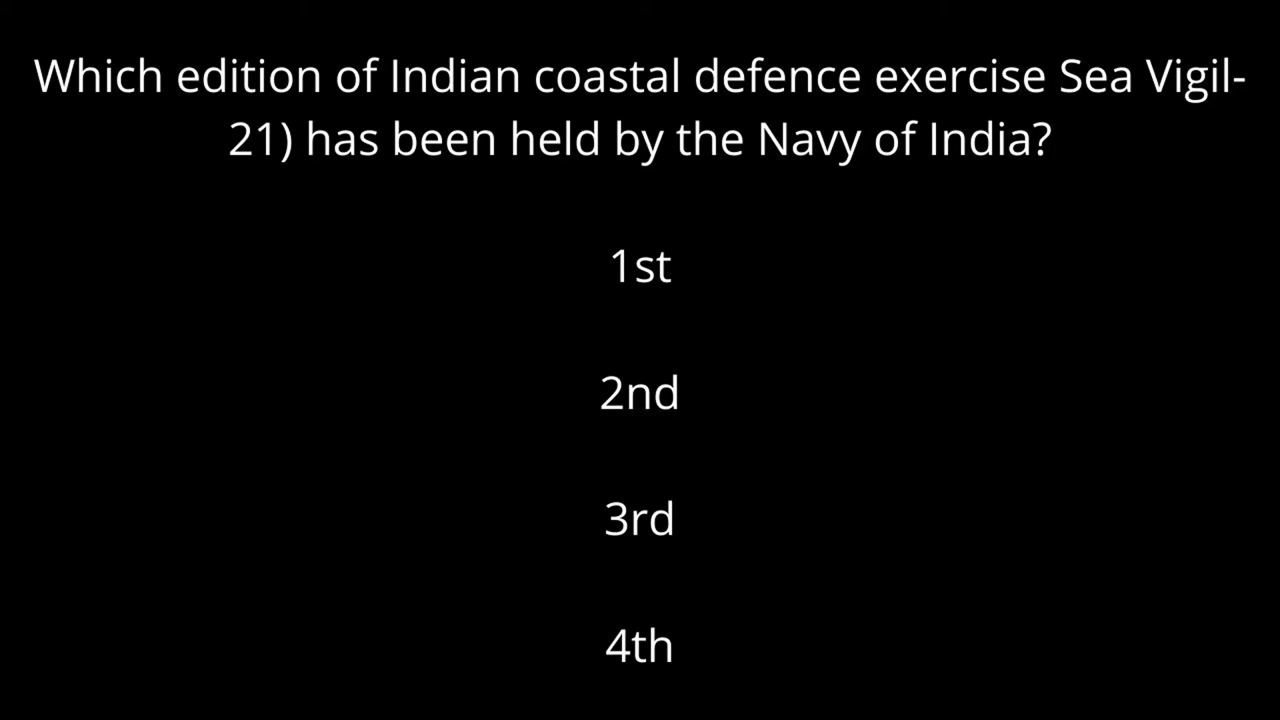 Which edition of Indian coastal defence exercise Sea Vigil-
21) has been held by the Navy of India?
1st
2nd
3rd
4th